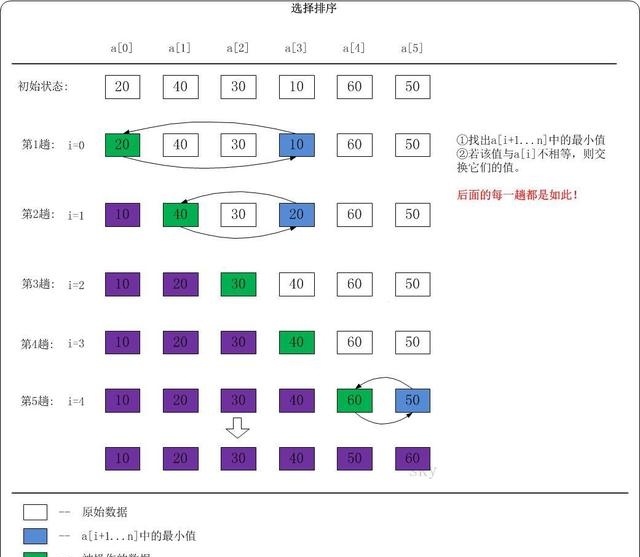 选择排序
a[0] a[1] a[2] a[3] a[4] a[5]
初始状态: 20 40 30 10 60 50
第1趟: i=0 20 40 30 10 60 50
①找出a[i+1...n]中的最小值
②若该值与a[i]不相等，则交
换它们的值。
后面的每一趟都是如此！
第2趟: i=1 10 40 30 20 60 50
第3趟: i=2 10 20 30 40 60 50
第4趟: i=3 10 20 30 40 60 50
第5趟: i=4 10 20 30 40 60 50
10 20 30 40 50 60
sky
-- 原始数据
-- a[i+1...n]中的最小值